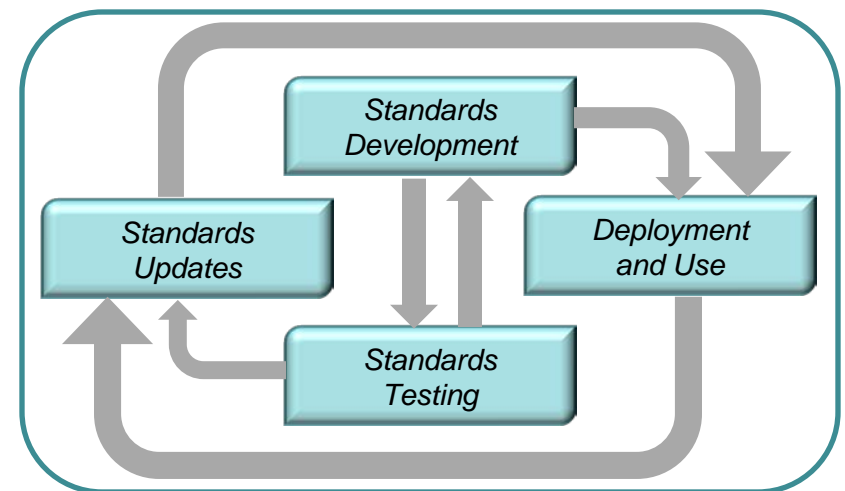 Standards
Development
Standards
Updates
Deployment
and Use
Standards
Testing